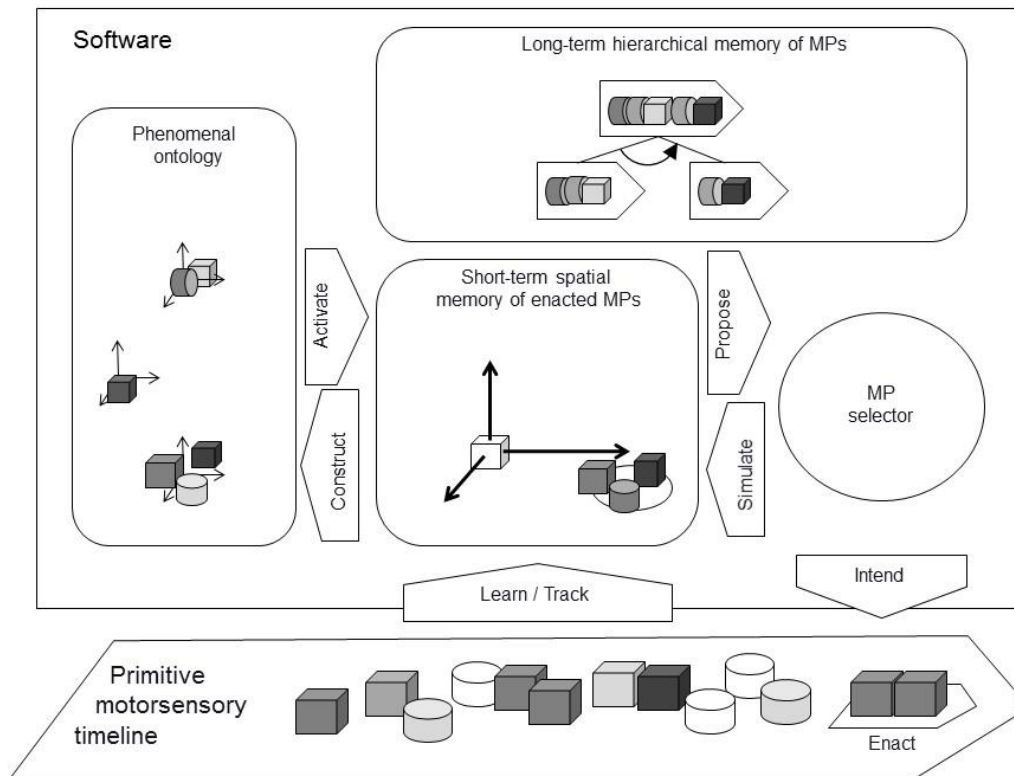 Software
Long-term hierarchical memory of MPs
Phenomenal
ontology
Activate
Construct
Short-term spatial
memory of enacted MPs
Propose
Simulate
MP
selector
Learn / Track
Intend
Primitive
motorsensory
timeline
Enact